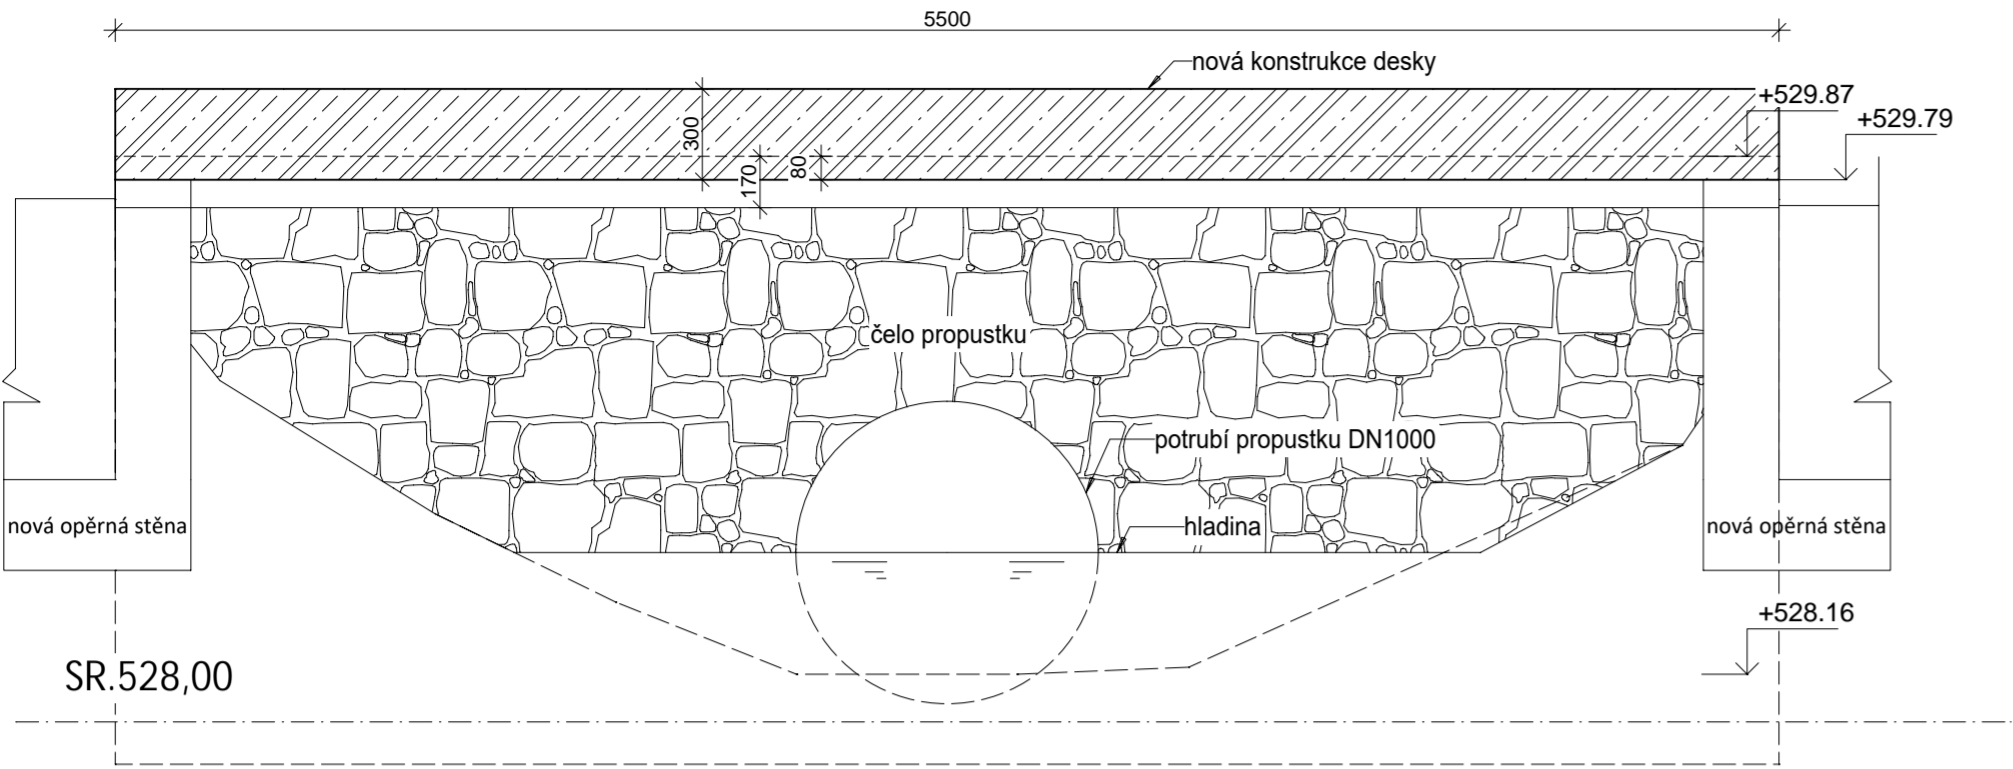 5500
nová konstrukce desky
+529.87
+529.79
300
170
80
čelo propustku
potrubí propustku DN1000
hladina
nová opěrná stěna
nová opěrná stěna
+528.16
SR.528,00